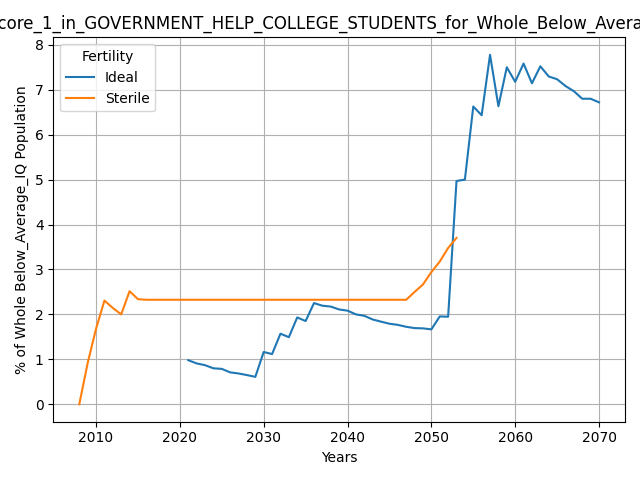 core_1_in_GOVERNMENT_HELP_COLLEGE_STUDENTS_for_Whole_Below_Avera
Fertility
Ideal
Sterile
% of Whole Below_Average_IQ Population
8
7
6
5
4
3
2
1
0
2010 2020 2030 2040 2050 2060 2070
Years